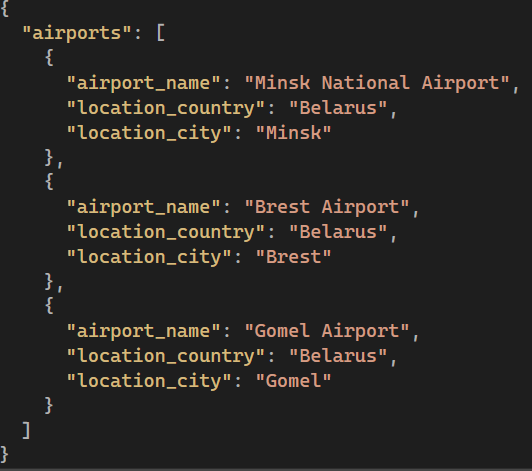 {
  "airports": [
    {
      "airport_name": "Minsk National Airport",
      "location_country": "Belarus",
      "location_city": "Minsk"
    },
    {
      "airport_name": "Brest Airport",
      "location_country": "Belarus",
      "location_city": "Brest"
    },
    {
      "airport_name": "Gomel Airport",
      "location_country": "Belarus",
      "location_city": "Gomel"
    }
  ]
}